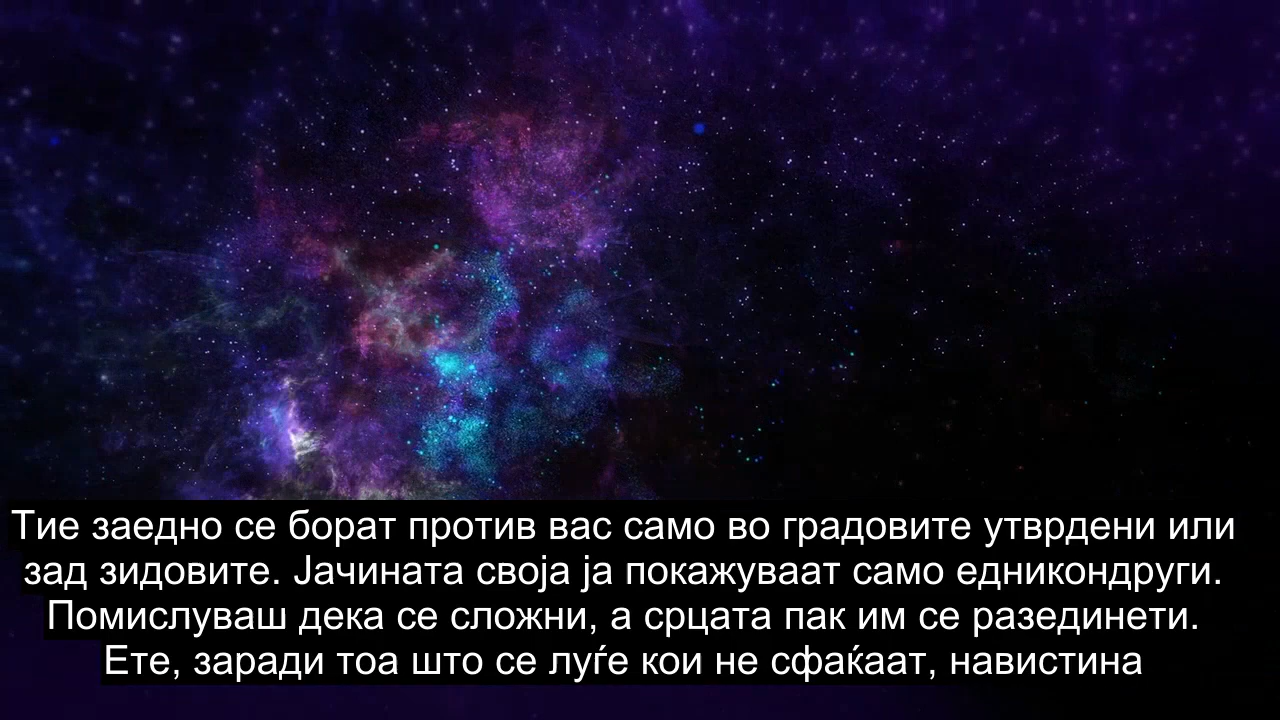 Тие заедно се борат против вас само во градовите утврдени или
зад зидовите. Јачината своја ја покажуваат само едникондруги.
Помислуваш дека се сложни, а срцата пак им се разединети.
Ете, заради тоа што се луѓе кои не сфаќаат, навистина